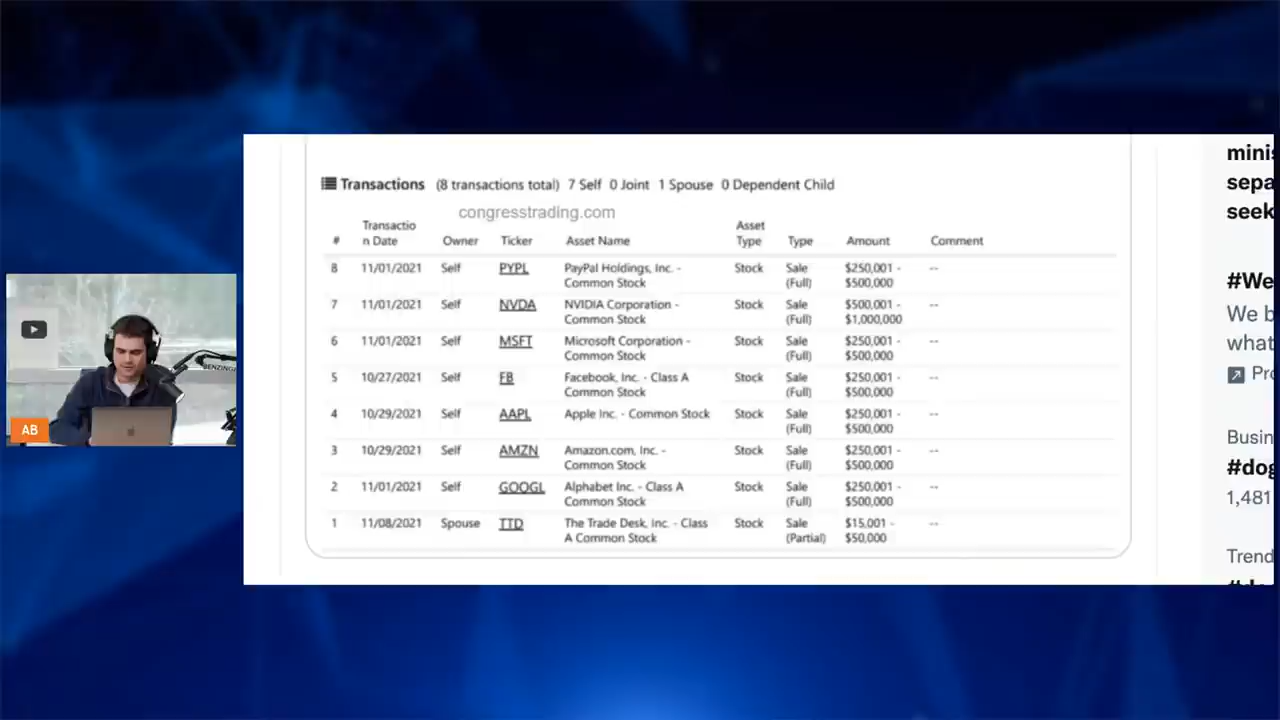 Transactions (8 transactions total) 7 Self 0 Joint 1 Spouse 0 Dependent Child
congresstrading.com
# Transactio n Date Owner Ticker Asset Name Asset Type Type Amount Comment
8 11/01/2021 Self PYPL PayPal Holdings, Inc. - Stock Sale $250,001 - --
Common Stock (Full) $500,000
7 11/01/2021 Self NVDA NVIDIA Corporation - Stock Sale $500,001 - --
Common Stock (Full) $1,000,000
6 11/01/2021 Self MSFT Microsoft Corporation - Stock Sale $250,001 - --
Common Stock (Full) $500,000
5 10/27/2021 Self FB Facebook, Inc. - Class A Stock Sale $250,001 - --
Common Stock (Full) $500,000
4 10/29/2021 Self AAPL Apple Inc. - Common Stock Stock Sale $250,001 - --
(Full) $500,000
3 10/29/2021 Self AMZN Amazon.com, Inc. - Stock Sale $250,001 - --
Common Stock (Full) $500,000
2 11/01/2021 Self GOOGL Alphabet Inc. - Class A Stock Sale $250,001 - --
Common Stock (Full) $500,000
1 11/08/2021 Spouse TTD The Trade Desk, Inc. - Class Stock Sale $15,001 - --
A Common Stock (Partial) $50,000
minis
sepa
seek
#We
We b
what
Pro
Busin
#dog
1,481
Trend
AB